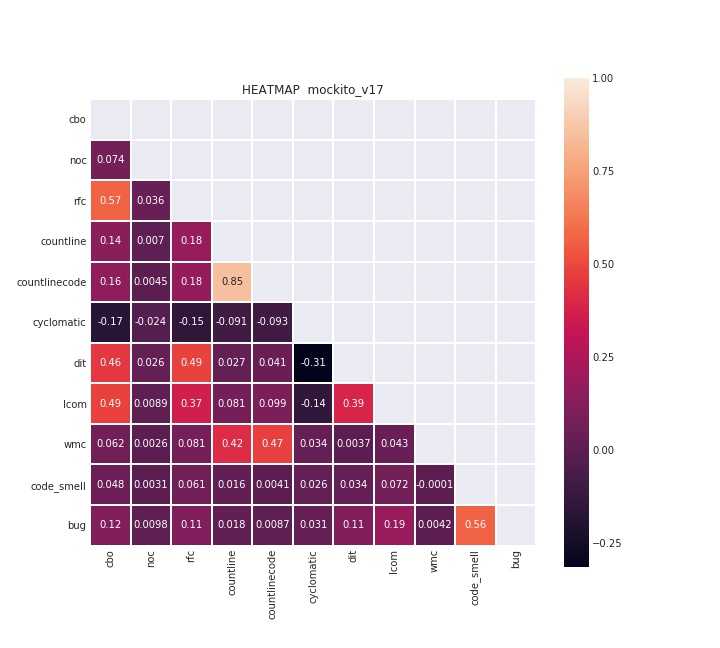 HEATMAP mockito_v17
cbo
noc 0.074
rfc 0.57 0.036
countline 0.14 0.007 0.18
countlinecode 0.16 0.0045 0.18 0.85
cyclomatic -0.17 -0.024 -0.15 -0.091 -0.093
dit 0.46 0.026 0.49 0.027 0.041 -0.31
lcom 0.49 0.0089 0.37 0.081 0.099 -0.14 0.39
wmc 0.062 0.0026 0.081 0.42 0.47 0.034 0.0037 0.043
code_smell 0.048 0.0031 0.061 0.016 0.0041 0.026 0.034 0.072 -0.0001
bug 0.12 0.0098 0.11 0.018 0.0087 0.031 0.11 0.19 0.0042 0.56
cbo noc rfc countline countlinecode cyclomatic dit lcom wmc code_smell bug
1.00
0.75
0.50
0.25
0.00
−0.25